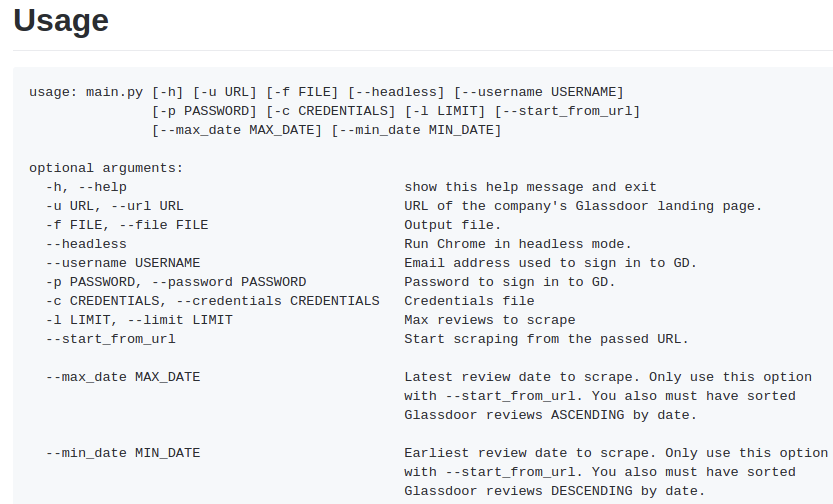 Usage
usage: main.py [-h] [-u URL] [-f FILE] [--headless] [--username USERNAME]
[-p PASSWORD] [-c CREDENTIALS] [-l LIMIT] [--start_from_url]
[--max_date MAX_DATE] [--min_date MIN_DATE]
optional arguments:
-h, --help show this help message and exit
-u URL, --url URL URL of the company's Glassdoor landing page.
-f FILE, --file FILE Output file.
--headless Run Chrome in headless mode.
--username USERNAME Email address used to sign in to GD.
-p PASSWORD, --password PASSWORD Password to sign in to GD.
-c CREDENTIALS, --credentials CREDENTIALS Credentials file
-l LIMIT, --limit LIMIT Max reviews to scrape
--start_from_url Start scraping from the passed URL.
--max_date MAX_DATE Latest review date to scrape. Only use this option
with --start_from_url. You also must have sorted
Glassdoor reviews ASCENDING by date.
--min_date MIN_DATE Earliest review date to scrape. Only use this option
with --start_from_url. You also must have sorted
Glassdoor reviews DESCENDING by date.